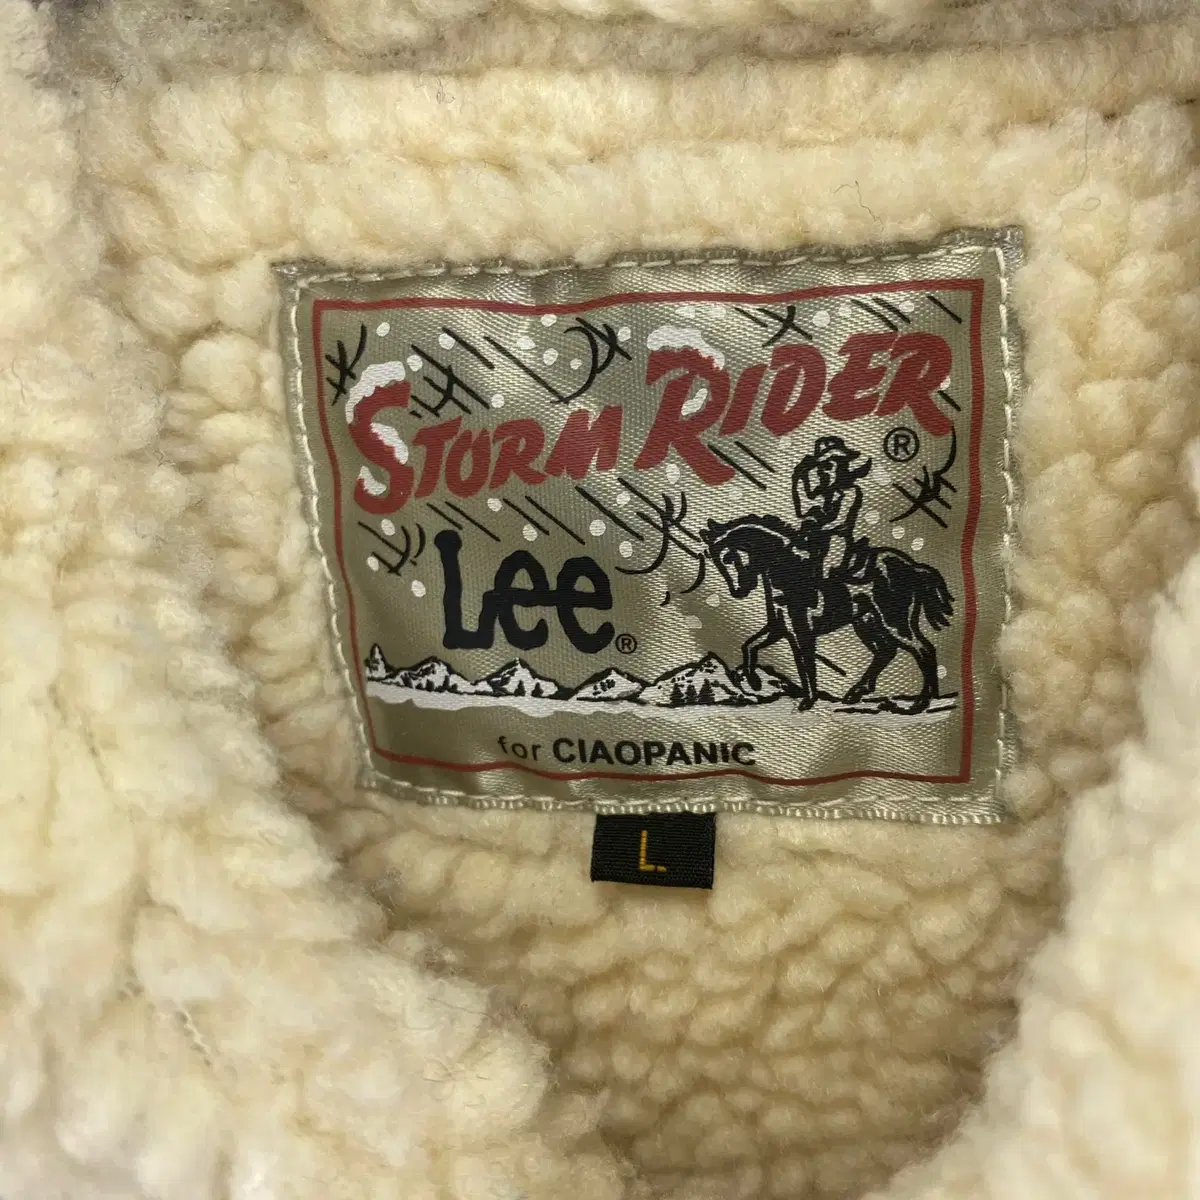 STORM RIDER ®
Lee ®
for CIAOPANIC
L